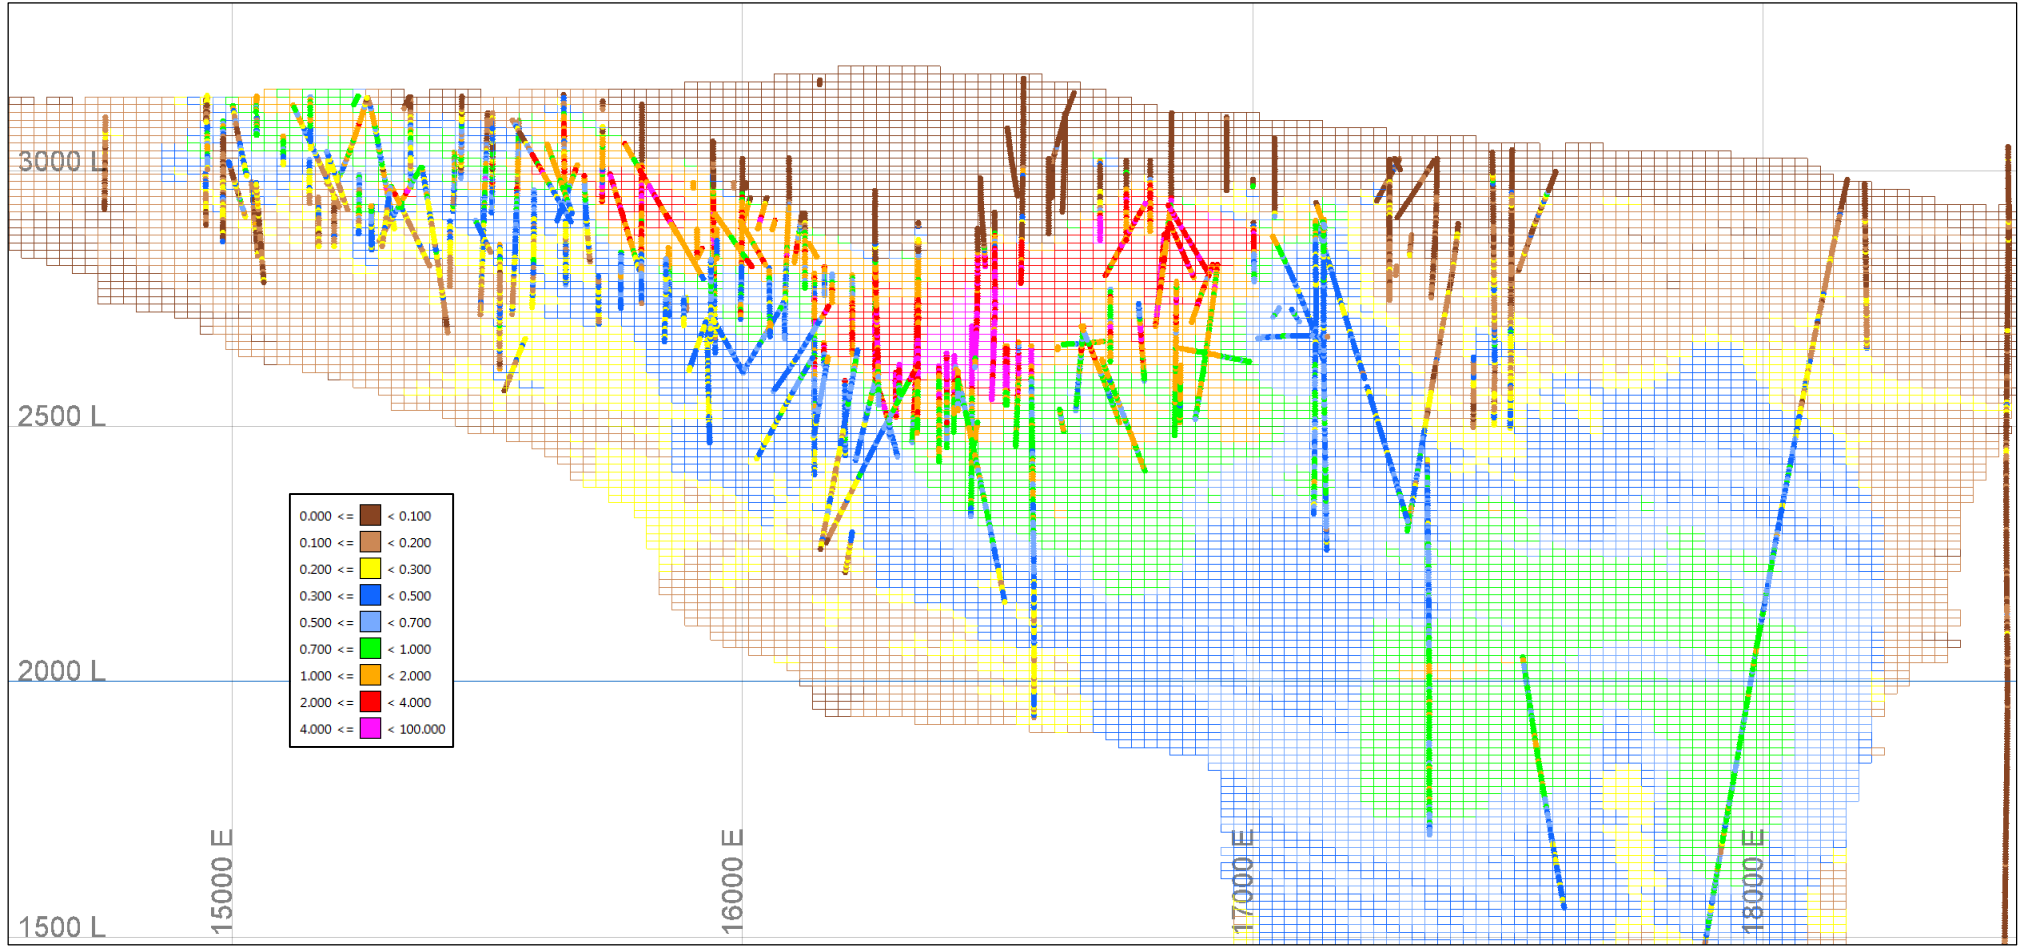 3000 L
2500 L
0.000 <= < 0.100
0.100 <= < 0.200
0.200 <= < 0.300
0.300 <= < 0.500
0.500 <= < 0.700
0.700 <= < 1.000
1.000 <= < 2.000
2.000 <= < 4.000
4.000 <= < 100.000
2000 L
15000 E
16000 E
17000 E
18000 E
1500 L